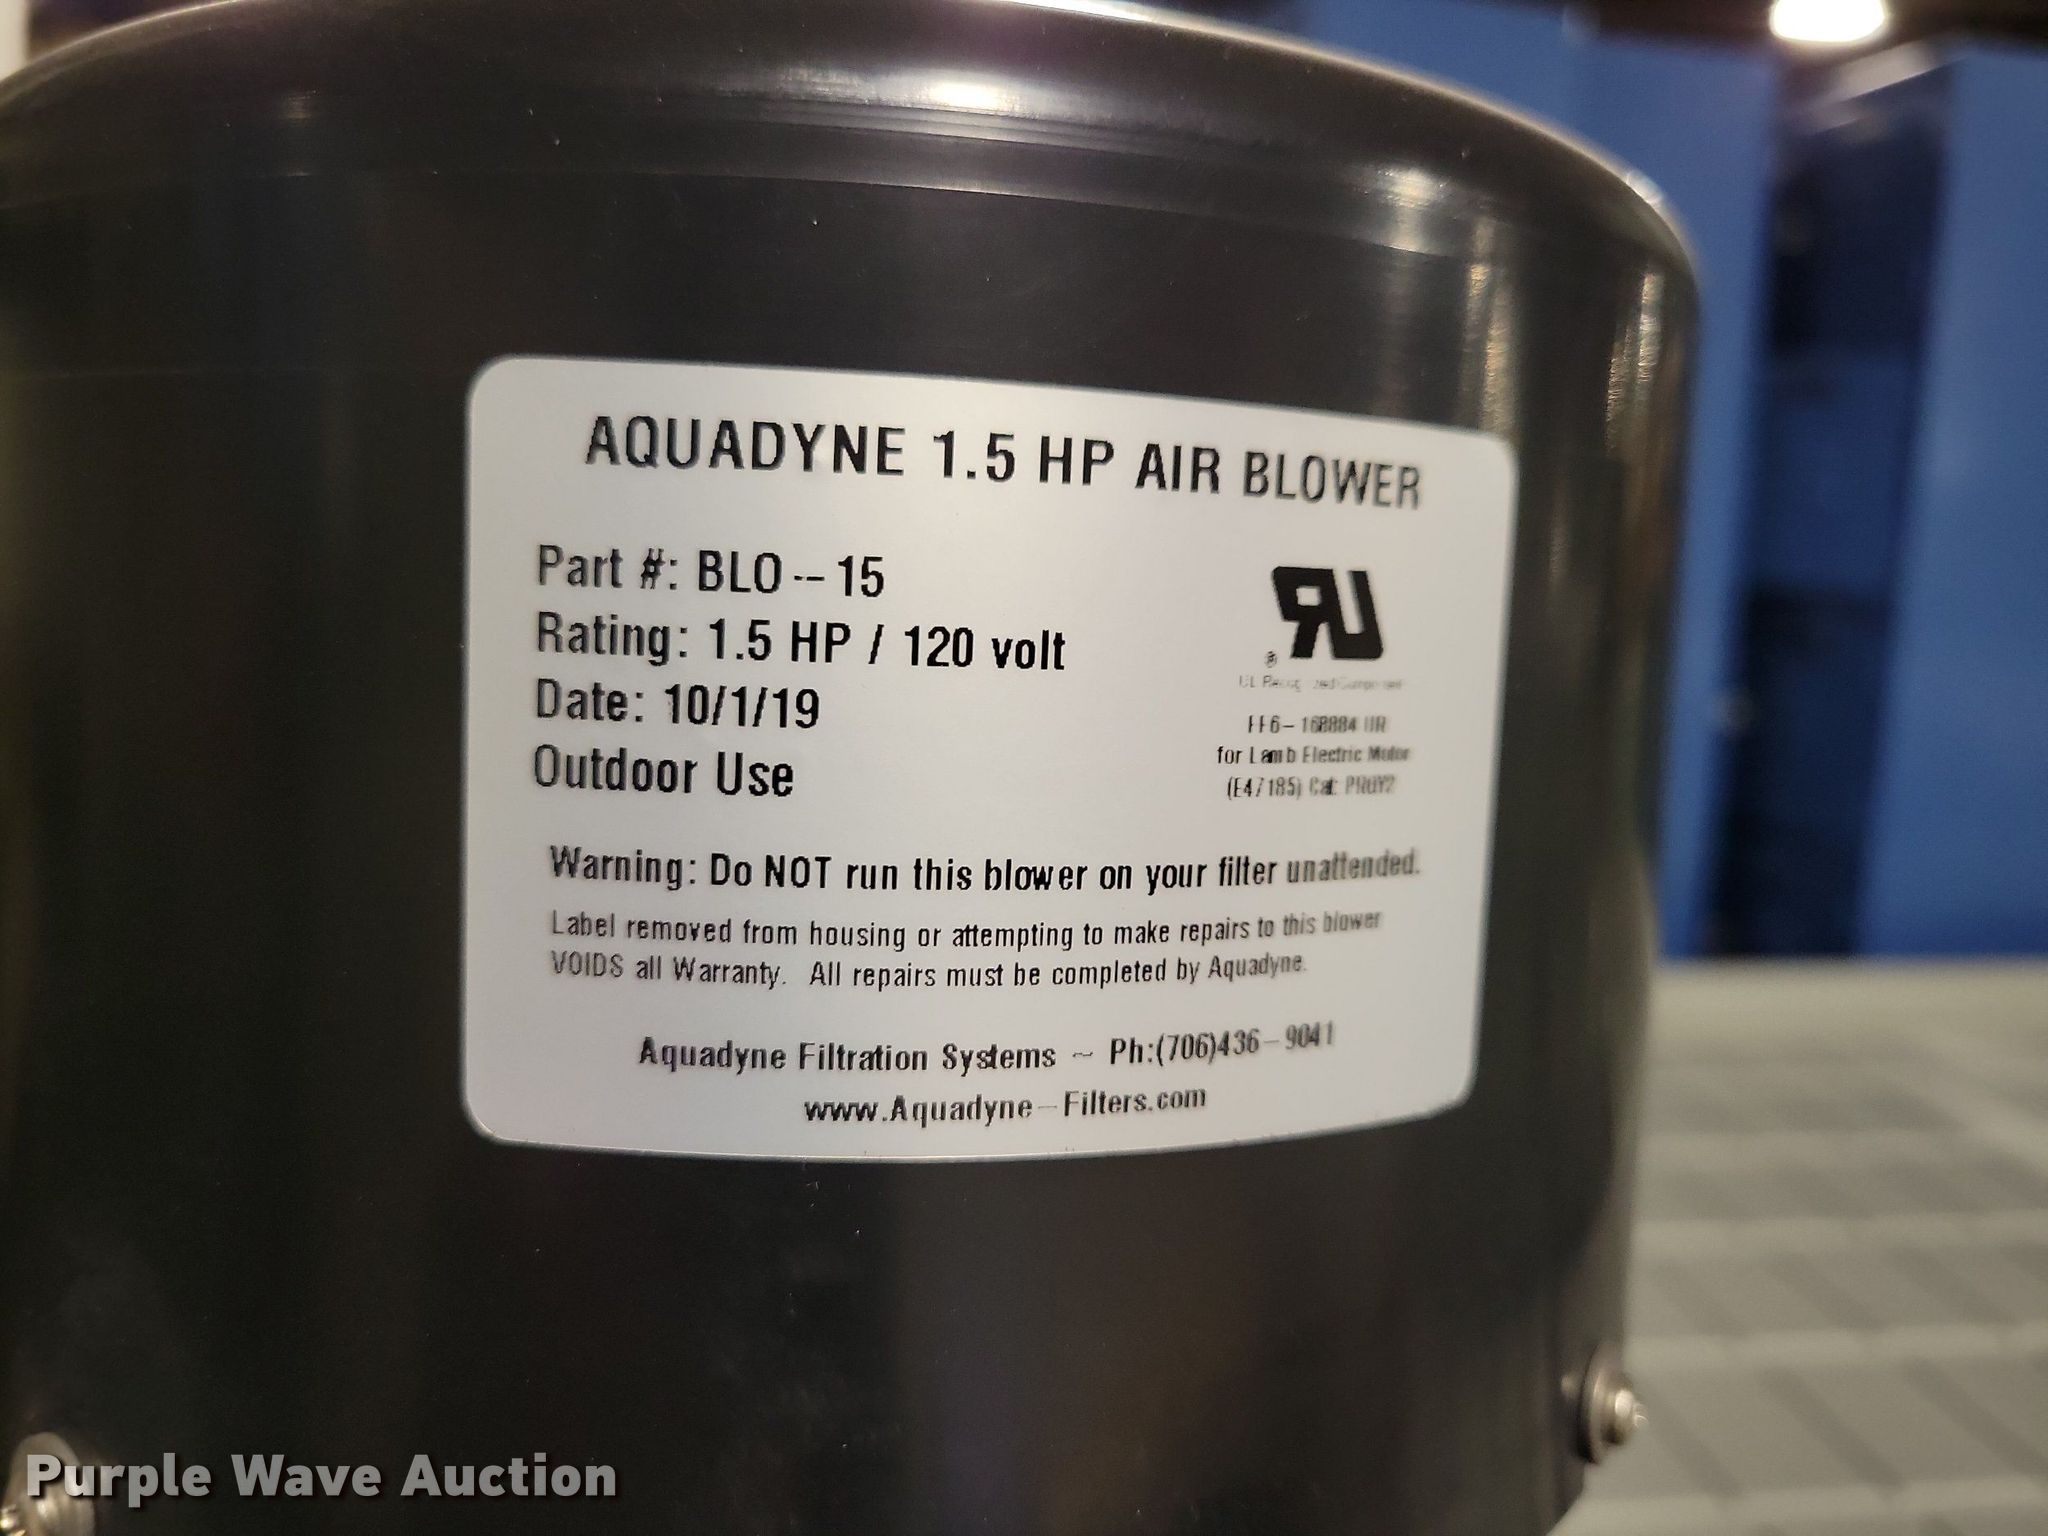 AQUADYNE 1.5 HP AIR BLOWER
Part #: BLO -- 15
Rating: 1.5 HP / 120 volt
Date: 10/1/19
Outdoor Use
®
UL
for Lamb Electric Motor
(E47185) Cat:
Warning: Do NOT run this blower on your filter unattended.
Label removed from housing or attempting to make repairs to this blower
VOIDS all Warranty. All repairs must be completed by Aquadyne.
Aquadyne Filtration Systems - Ph:(706)436-9041
www.Aquadyne-Filters.com
Purple Wave Auction